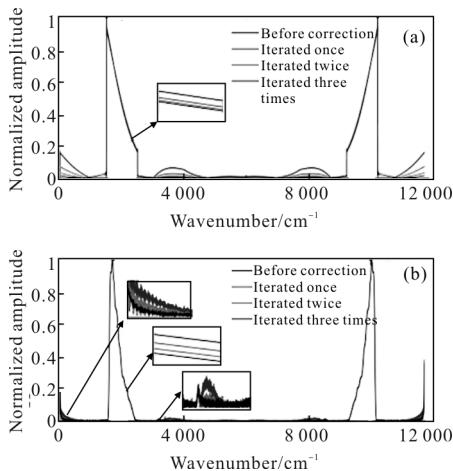 1
0.8
0.6
0.4
0.2
0
Normalized amplitude
Before correction
Iterated once
Iterated twice
Iterated three
times
(a)
0 4 000 8 000 12 000
Wavenumber/cm⁻¹
1
0.8
0.6
0.4
0.2
0
Normalized amplitude
Before correction
Iterated once
Iterated twice
Iterated three times
(b)
0 4 000 8 000 12 000
Wavenumber/cm⁻¹